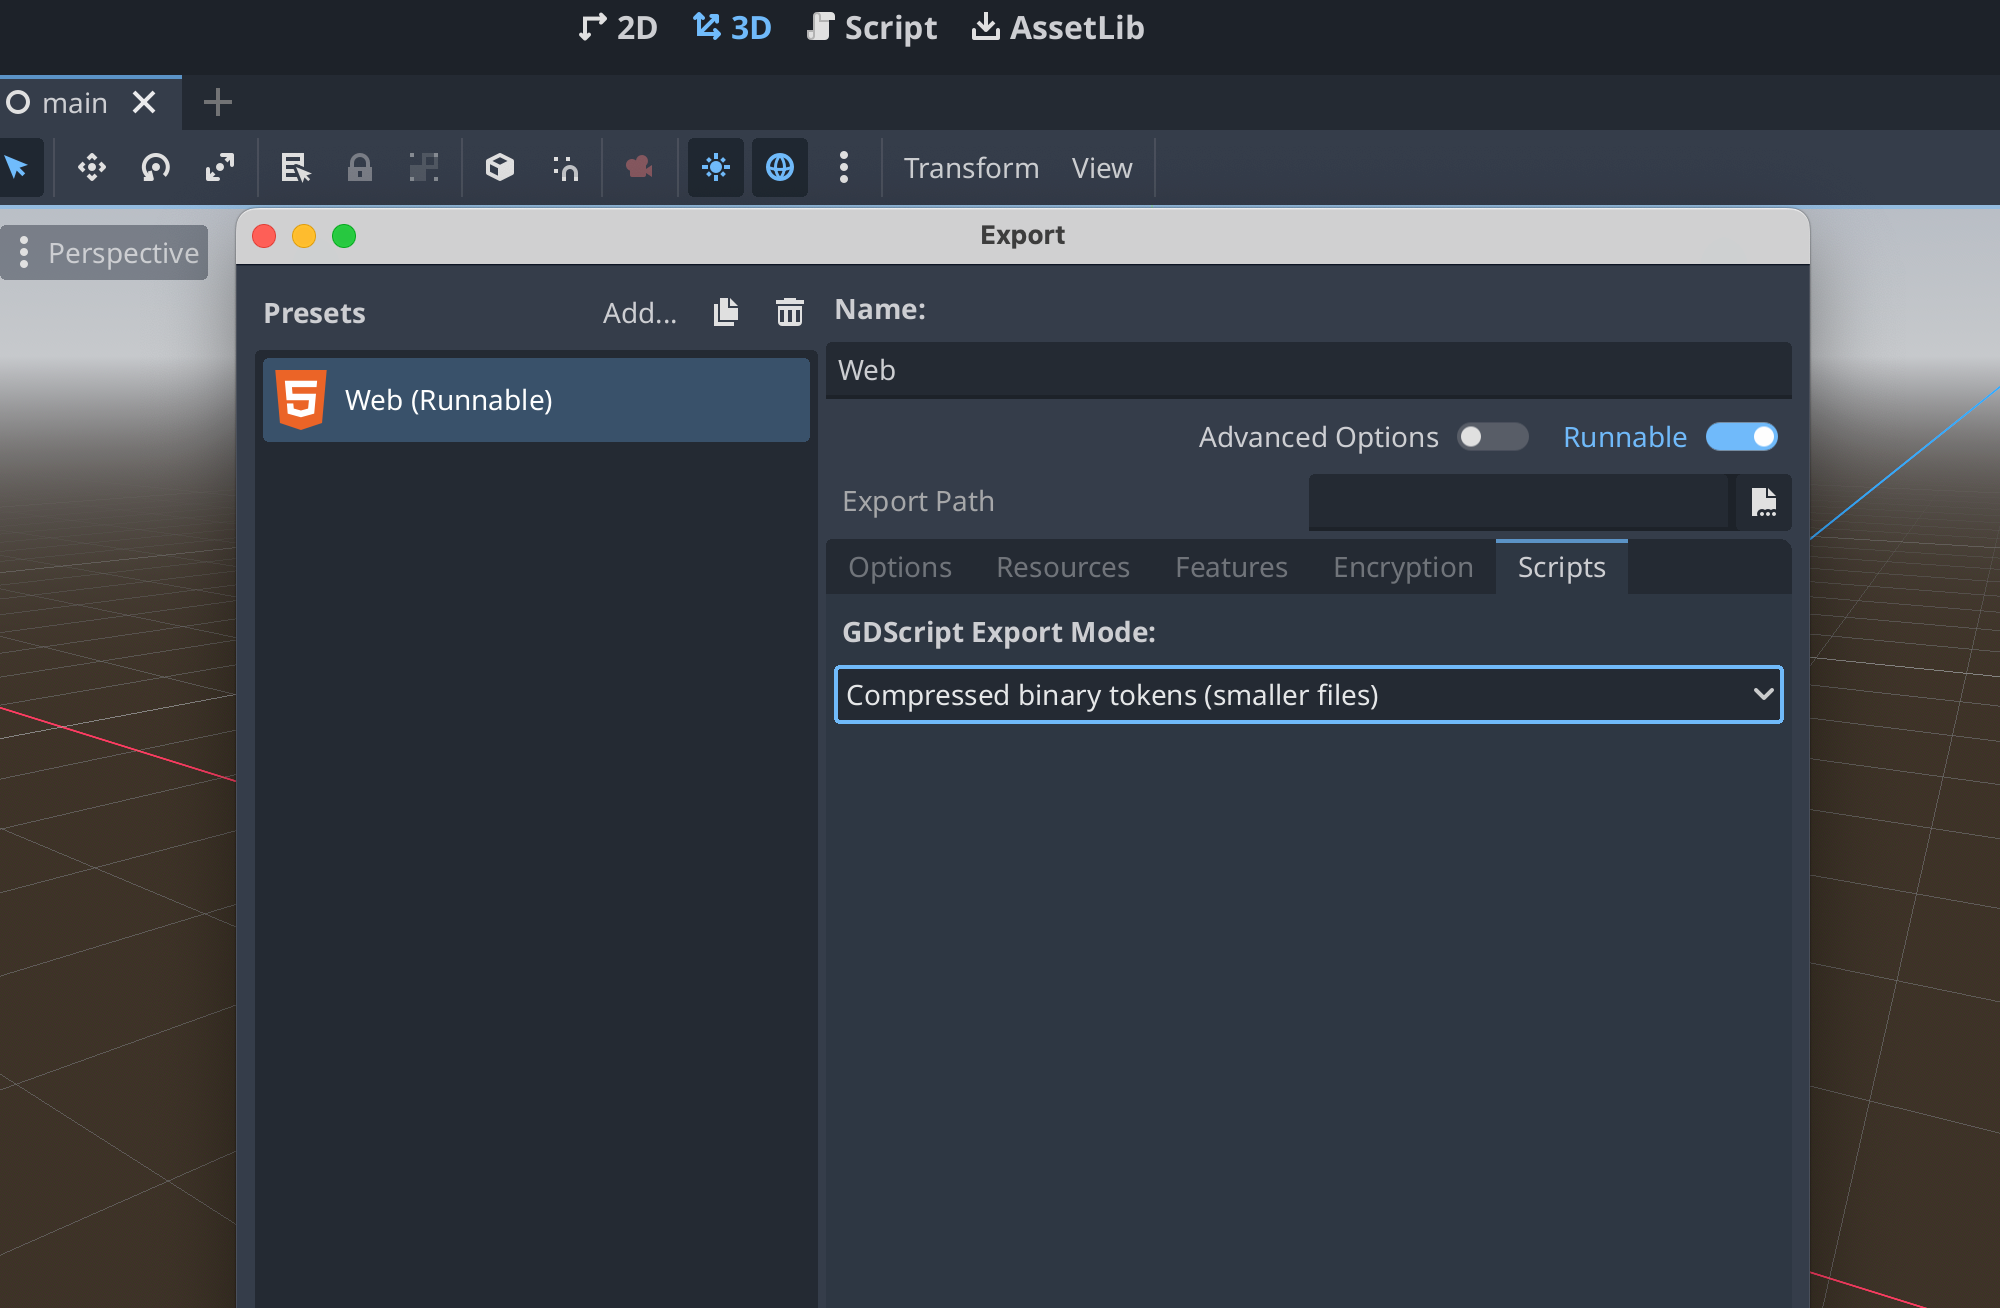 2D 3D Script AssetLib
main
Transform View
Perspective
Export
Presets Add...
Web (Runnable)
Name:
Web
Advanced Options Runnable
Export Path
Options Resources Features Encryption Scripts
GDScript Export Mode:
Compressed binary tokens (smaller files)